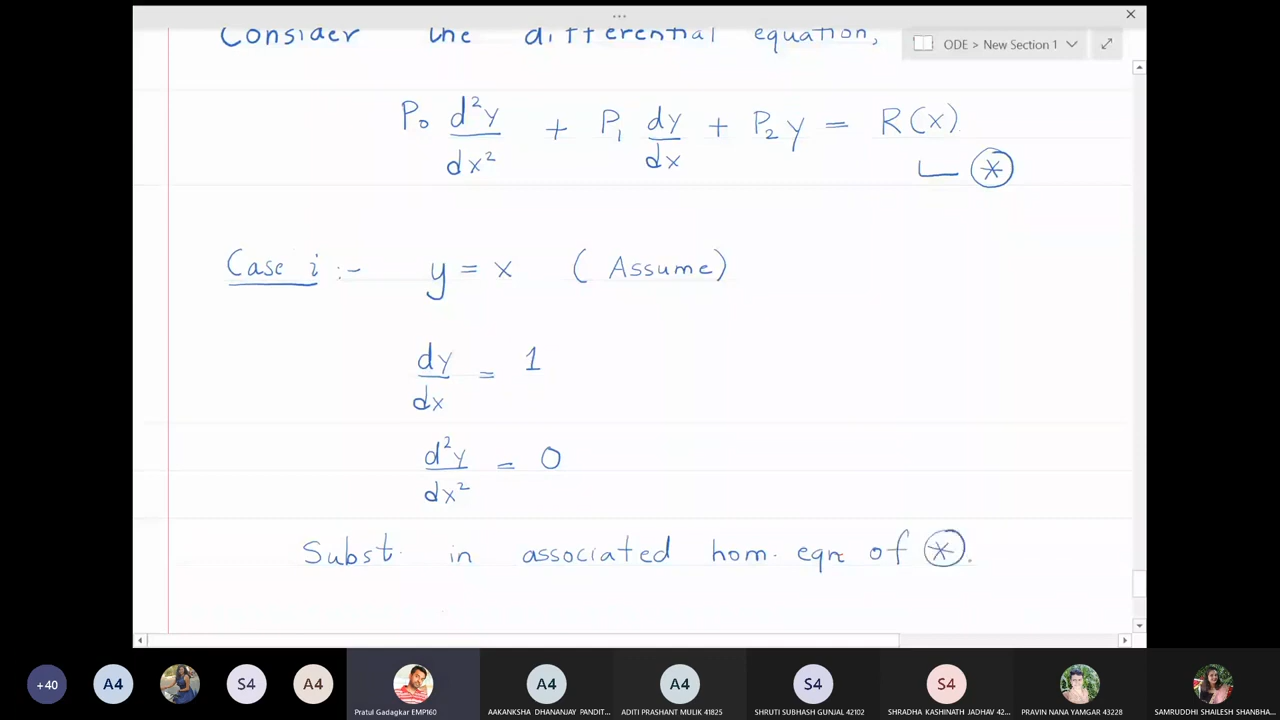 Consider the differential equation,
ODE > New Section 1
P₀ d²y/dx² + P₁ dy/dx + P₂ y = R(x)
⊛
Case i :- y = x (Assume)
dy/dx = 1
d²y/dx² = 0
Subst. in associated hom. eqn of ⊛.
+40 A4 S4 A4 A4 A4 S4 S4
Pratul Gadagkar EMP160 AAKANKSHA DHANANJAY PANDIT... ADITI PRASHANT MULIK 41825 SHRUTI SUBHASH GUNJAL 42102 SHRADHA KASHINATH JADHAV 42... PRAVIN NANA YAMGAR 43228 SAMRUDDHI SHAILESH SHANBHA...